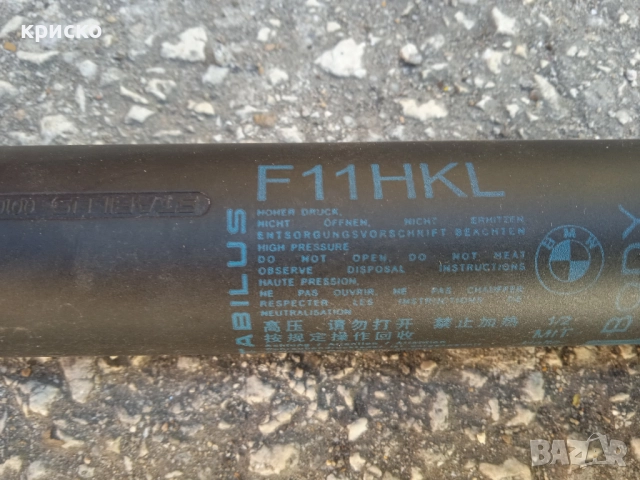 криско
F11HKL
HOHER DRUCK,
NICHT ÖFFNEN, NICHT ERHITZEN,
ENTSORGUNGSVORSCHRIFT BEACHTEN
HIGH PRESSURE
DO NOT OPEN, DO NOT HEAT
OBSERVE DISPOSAL INSTRUCTIONS
HAUTE PRESSION,
NE PAS OUVRIR, NE PAS CHAUFFER,
RESPECTER LES INSTRUCTIONS
NEUTRALISATION
高压、请勿打开 禁止加热
按规定操作回收
TABILUS
BMW
BODY
BAZAR